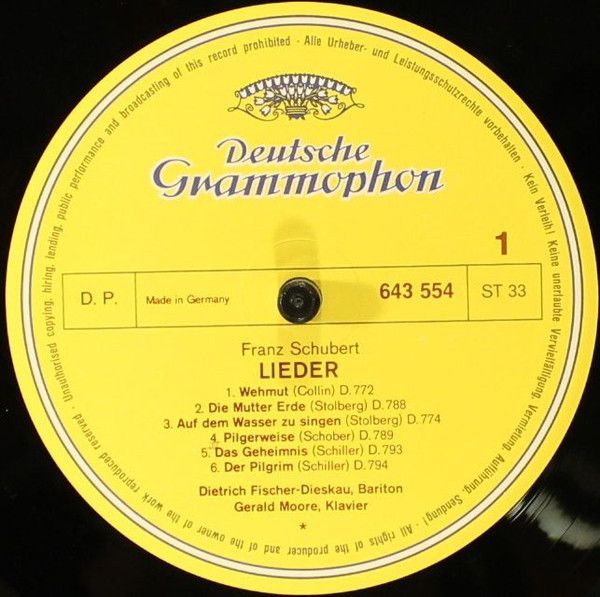 Unauthorised copying, hiring, lending, public performance and broadcasting of this record prohibited · Alle Urheber- und Leistungsschutzrechte vorbehalten · Kein Verleih! Keine unerlaubte Vervielfältigung, Vermietung, Aufführung, Sendung! · All rights of the producer and of the owner of the work reproduced reserved ·
Deutsche
Grammophon
1
D. P. Made in Germany 643 554 ST 33
Franz Schubert
LIEDER
1. Wehmut (Collin) D.772
2. Die Mutter Erde (Stolberg) D.788
3. Auf dem Wasser zu singen (Stolberg) D.774
4. Pilgerweise (Schober) D.789
5. Das Geheimnis (Schiller) D.793
6. Der Pilgrim (Schiller) D.794
Dietrich Fischer-Dieskau, Bariton
Gerald Moore, Klavier
*